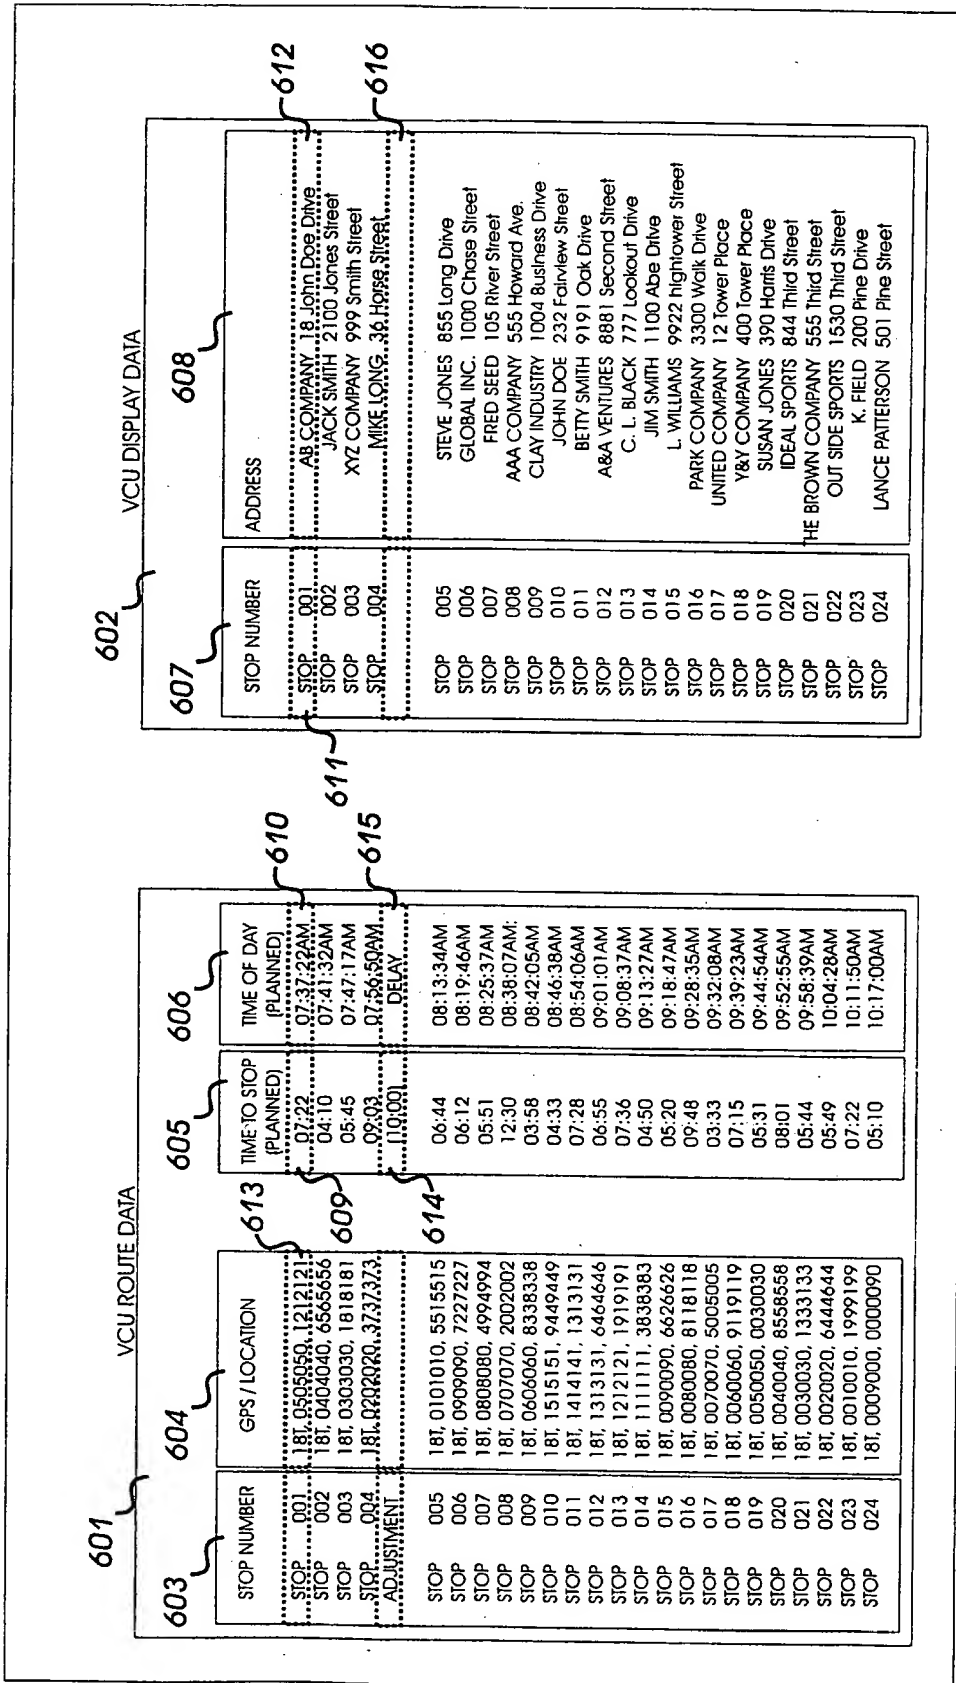 VCU ROUTE DATA
601
603
604
605
606
STOP NUMBER GPS / LOCATION TIME TO STOP (PLANNED) TIME OF DAY (PLANNED)
STOP 001 18T, 0505050, 1212121 07:22 07:37:22AM
STOP 002 18T, 0404040, 6565656 04:10 07:41:32AM
STOP 003 18T, 0303030, 1818181 05:45 07:47:17AM
STOP 004 18T, 0202020, 3737373 09:03 07:56:50AM
ADJUSTMENT (10:00) DELAY
STOP 005 18T, 0101010, 5515515 06:44 08:13:34AM
STOP 006 18T, 0909090, 7227227 06:12 08:19:46AM
STOP 007 18T, 0808080, 4994994 05:51 08:25:37AM
STOP 008 18T, 0707070, 2002002 12:30 08:38:07AM:
STOP 009 18T, 0606060, 8338338 03:58 08:42:05AM
STOP 010 18T, 1515151, 9449449 04:33 08:46:38AM
STOP 011 18T, 1414141, 1313131 07:28 08:54:06AM
STOP 012 18T, 1313131, 6464646 06:55 09:01:01AM
STOP 013 18T, 1212121, 1919191 07:36 09:08:37AM
STOP 014 18T, 1111111, 3838383 04:50 09:13:27AM
STOP 015 18T, 0090090, 6626626 05:20 09:18:47AM
STOP 016 18T, 0080080, 8118118 09:48 09:28:35AM
STOP 017 18T, 0070070, 5005005 03:33 09:32:08AM
STOP 018 18T, 0060060, 9119119 07:15 09:39:23AM
STOP 019 18T, 0050050, 0030030 05:31 09:44:54AM
STOP 020 18T, 0040040, 8558558 08:01 09:52:55AM
STOP 021 18T, 0030030, 1333133 05:44 09:58:39AM
STOP 022 18T, 0020020, 6444644 05:49 10:04:28AM
STOP 023 18T, 0010010, 1999199 07:22 10:11:50AM
STOP 024 18T, 0009000, 0000090 05:10 10:17:00AM
613
609
614
610
615
VCU DISPLAY DATA
602
607
608
STOP NUMBER ADDRESS
STOP 001 AB COMPANY 18 John Doe Drive
STOP 002 JACK SMITH 2100 Jones Street
STOP 003 XYZ COMPANY 999 Smith Street
STOP 004 MIKE LONG 36 Horse Street
STOP 005 STEVE JONES 855 Long Drive
STOP 006 GLOBAL INC. 1000 Chase Street
STOP 007 FRED SEED 105 River Street
STOP 008 AAA COMPANY 555 Howard Ave.
STOP 009 CLAY INDUSTRY 1004 Business Drive
STOP 010 JOHN DOE 232 Fairview Street
STOP 011 BETTY SMITH 9191 Oak Drive
STOP 012 A&A VENTURES 8881 Second Street
STOP 013 C. L. BLACK 777 Lookout Drive
STOP 014 JIM SMITH 1100 Abe Drive
STOP 015 L. WILLIAMS 9922 hightower Street
STOP 016 PARK COMPANY 3300 Walk Drive
STOP 017 UNITED COMPANY 12 Tower Place
STOP 018 Y&Y COMPANY 400 Tower Place
STOP 019 SUSAN JONES 390 Harris Drive
STOP 020 IDEAL SPORTS 844 Third Street
STOP 021 THE BROWN COMPANY 555 Third Street
STOP 022 OUT SIDE SPORTS 1530 Third Street
STOP 023 K. FIELD 200 Pine Drive
STOP 024 LANCE PATTERSON 501 Pine Street
611
612
616